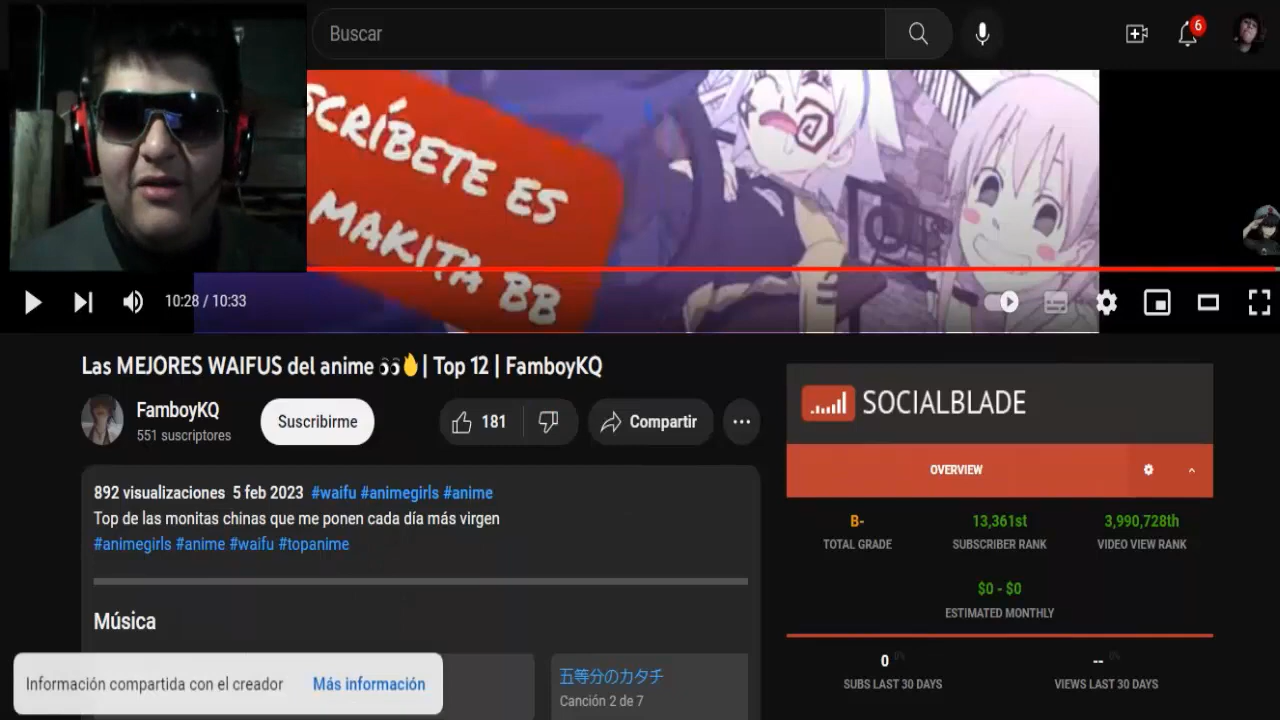 Buscar
6
SCRÍBETE ES
MAKITA BB
10:28 / 10:33
Las MEJORES WAIFUS del anime 👀🔥| Top 12 | FamboyKQ
FamboyKQ
551 suscriptores
Suscribirme
181
Compartir
892 visualizaciones 5 feb 2023 #waifu #animegirls #anime
Top de las monitas chinas que me ponen cada día más virgen
#animegirls #anime #waifu #topanime
Música
五等分のカタチ
Canción 2 de 7
Información compartida con el creador Más información
SOCIALBLADE
OVERVIEW
B- 13,361st 3,990,728th
TOTAL GRADE SUBSCRIBER RANK VIDEO VIEW RANK
$0 - $0
ESTIMATED MONTHLY
0 0% -- 0%
SUBS LAST 30 DAYS VIEWS LAST 30 DAYS